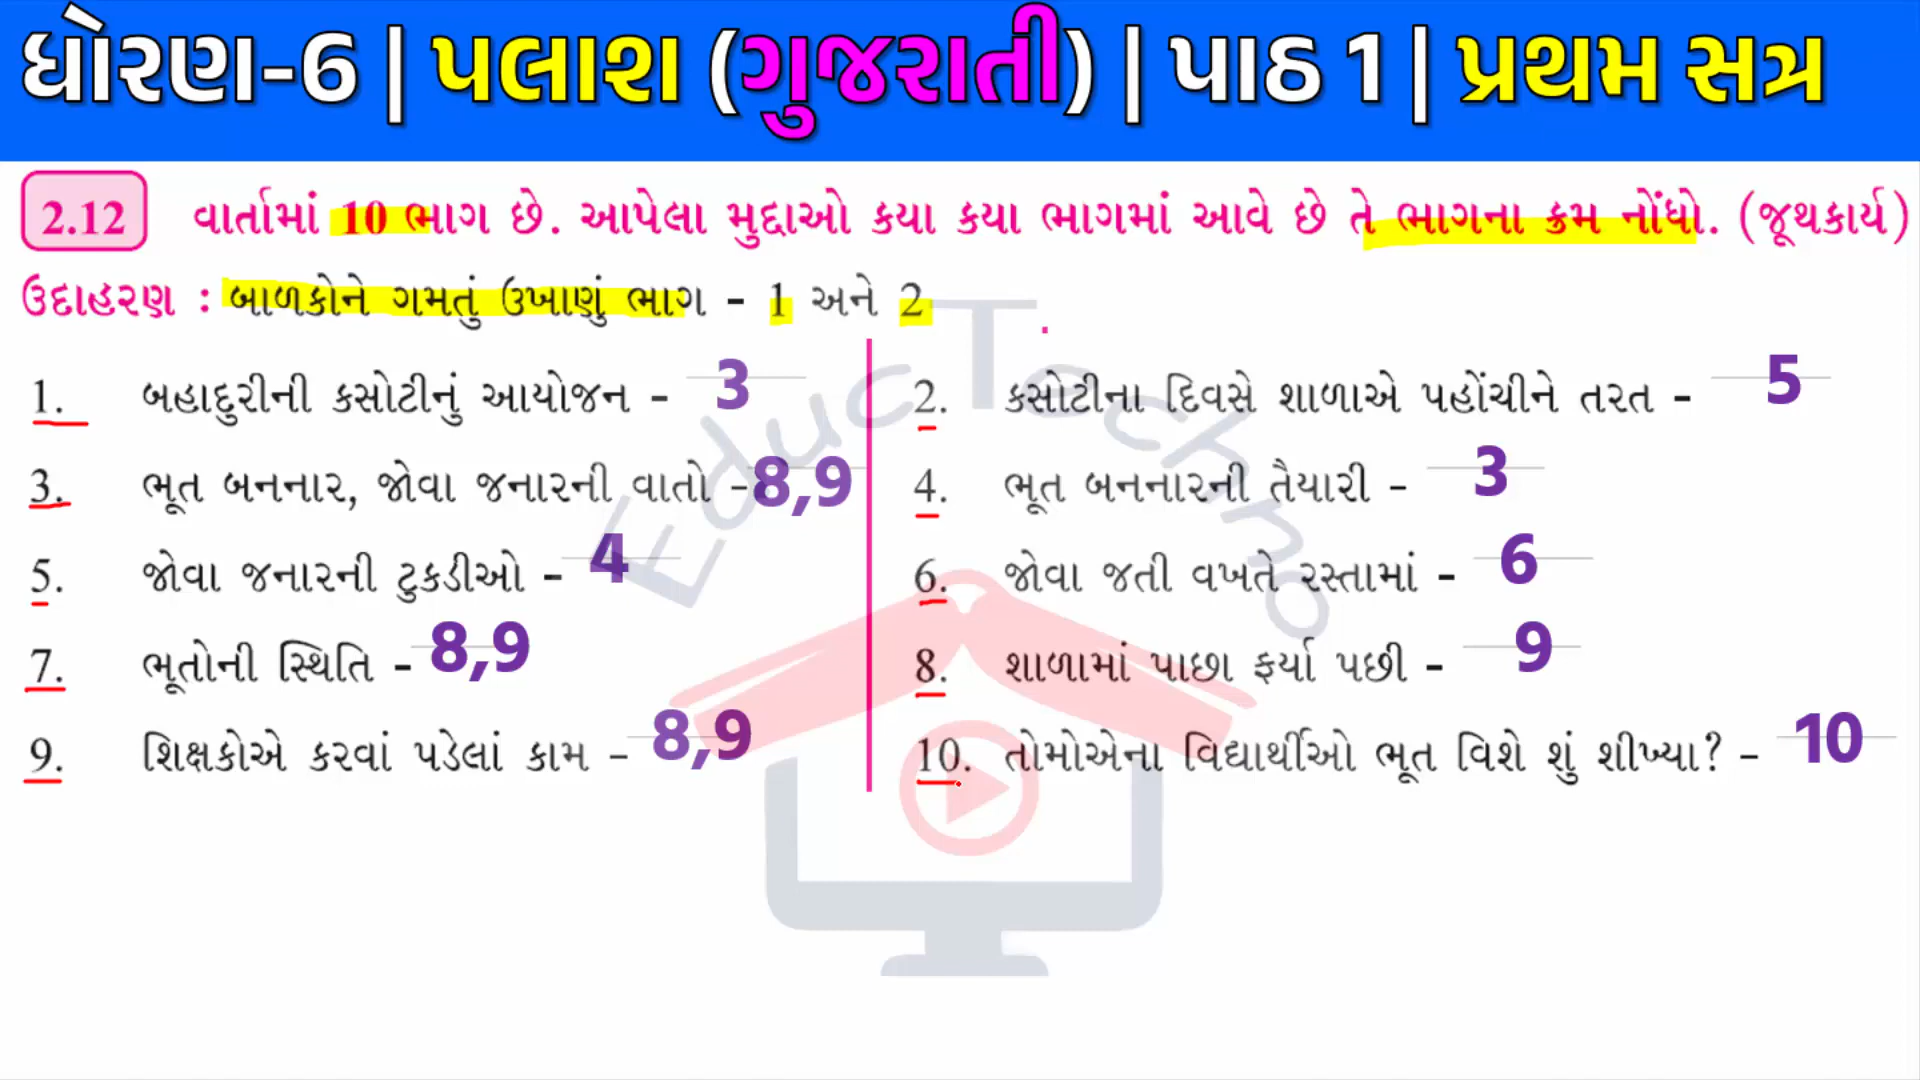 ધોરણ-6 | પલાશ (ગુજરાતી) | પાઠ 1 | પ્રથમ સત્ર
2.12 વાર્તામાં 10 ભાગ છે. આપેલા મુદ્દાઓ કયા કયા ભાગમાં આવે છે તે ભાગના ક્રમ નોંધો. (જૂથકાર્ય)
ઉદાહરણ : બાળકોને ગમતું ઉખાણું ભાગ - 1 અને 2
1. બહાદુરીની કસોટીનું આયોજન - 3
2. કસોટીના દિવસે શાળાએ પહોંચીને તરત - 5
3. ભૂત બનનાર, જોવા જનારની વાતો - 8,9
4. ભૂત બનનારની તૈયારી - 3
5. જોવા જનારની ટુકડીઓ - 4
6. જોવા જતી વખતે રસ્તામાં - 6
7. ભૂતોની સ્થિતિ - 8,9
8. શાળામાં પાછા ફર્યા પછી - 9
9. શિક્ષકોએ કરવાં પડેલાં કામ - 8,9
10. તોમોએના વિદ્યાર્થીઓ ભૂત વિશે શું શીખ્યા? - 10
EducTechno